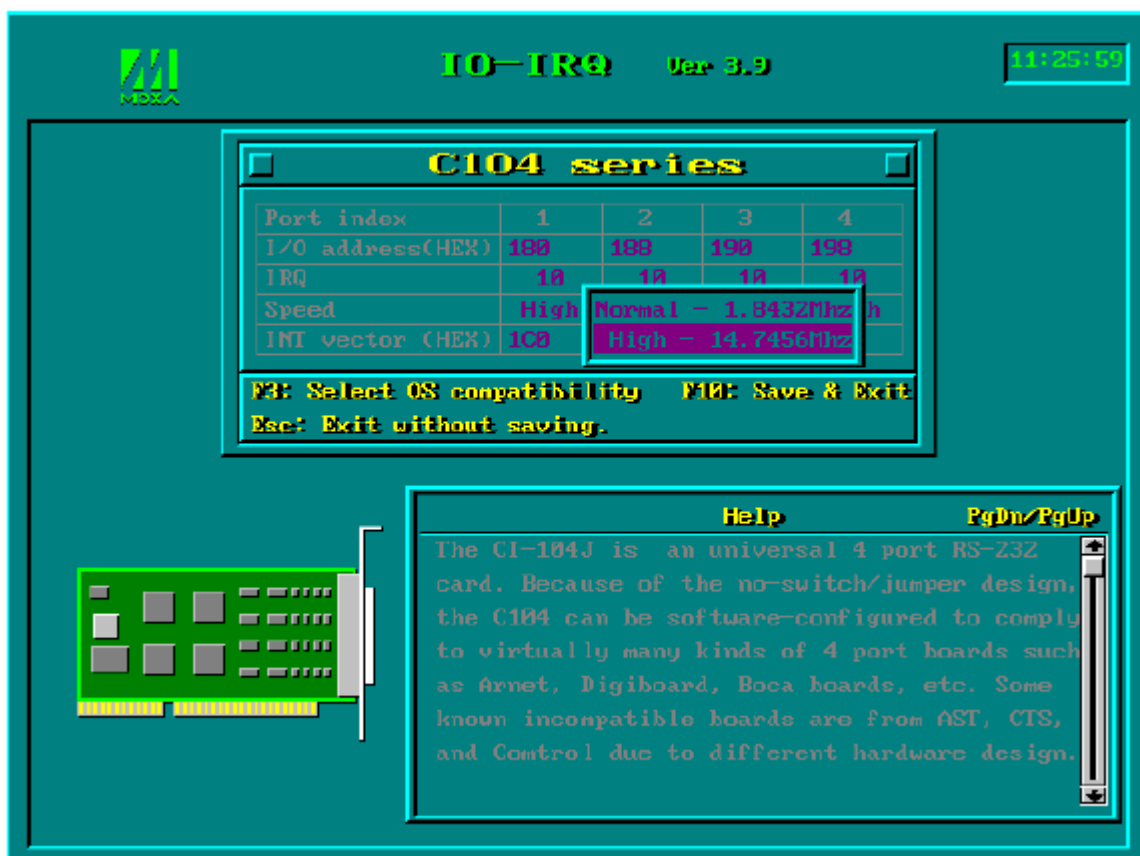 MOXA
IO-IRQ Ver 3.9
11:25:59
C104 series
Port index 1 2 3 4
I/O address(HEX) 180 188 190 198
IRQ 10 10 10 10
Speed High h
Normal - 1.8432Mhz
INT vector (HEX) 1C0
High - 14.7456Mhz
F3: Select OS compatibility F10: Save & Exit
Esc: Exit without saving.
Help PgDn/PgUp
The CI-104J is an universal 4 port RS-232
card. Because of the no-switch/jumper design,
the C104 can be software-configured to comply
to virtually many kinds of 4 port boards such
as Arnet, Digiboard, Boca boards, etc. Some
known incompatible boards are from AST, CTS,
and Comtrol due to different hardware design.